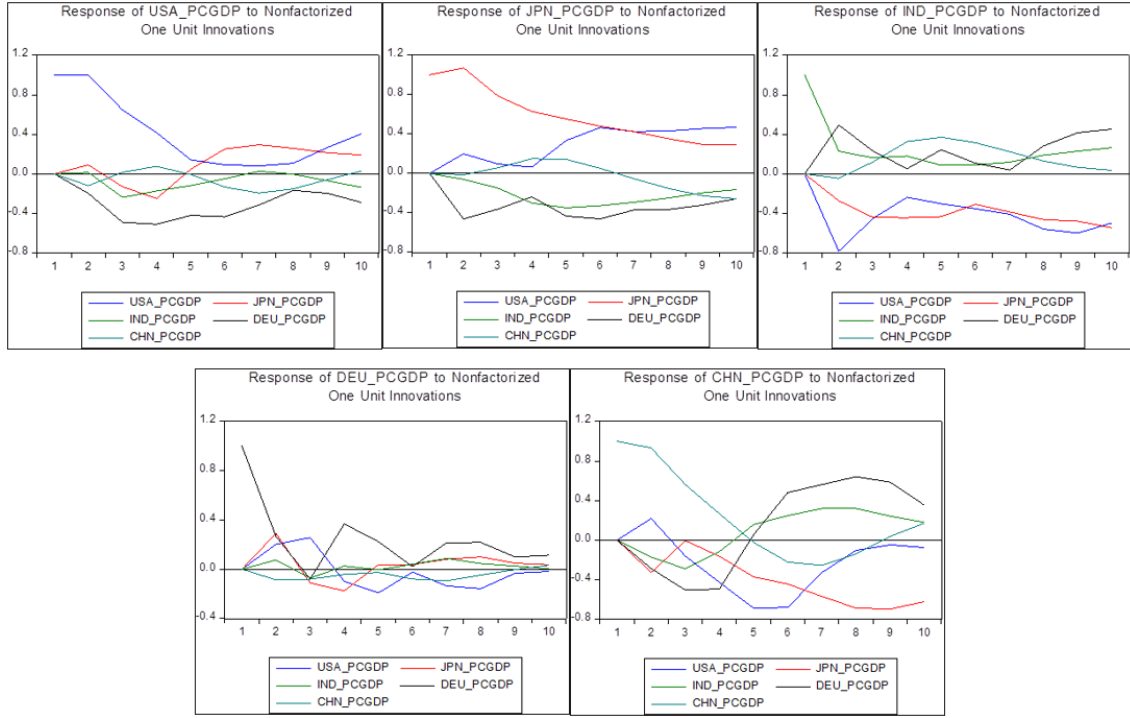 Response of USA_PCGDP to Nonfactorized
One Unit Innovations
1.2
0.8
0.4
0.0
-0.4
-0.8
1 2 3 4 5 6 7 8 9 10
USA_PCGDP JPN_PCGDP
IND_PCGDP DEU_PCGDP
CHN_PCGDP
Response of JPN_PCGDP to Nonfactorized
One Unit Innovations
1.2
0.8
0.4
0.0
-0.4
-0.8
1 2 3 4 5 6 7 8 9 10
USA_PCGDP JPN_PCGDP
IND_PCGDP DEU_PCGDP
CHN_PCGDP
Response of IND_PCGDP to Nonfactorized
One Unit Innovations
1.2
0.8
0.4
0.0
-0.4
-0.8
1 2 3 4 5 6 7 8 9 10
USA_PCGDP JPN_PCGDP
IND_PCGDP DEU_PCGDP
CHN_PCGDP
Response of DEU_PCGDP to Nonfactorized
One Unit Innovations
1.2
0.8
0.4
0.0
-0.4
1 2 3 4 5 6 7 8 9 10
USA_PCGDP JPN_PCGDP
IND_PCGDP DEU_PCGDP
CHN_PCGDP
Response of CHN_PCGDP to Nonfactorized
One Unit Innovations
1.2
0.8
0.4
0.0
-0.4
-0.8
1 2 3 4 5 6 7 8 9 10
USA_PCGDP JPN_PCGDP
IND_PCGDP DEU_PCGDP
CHN_PCGDP